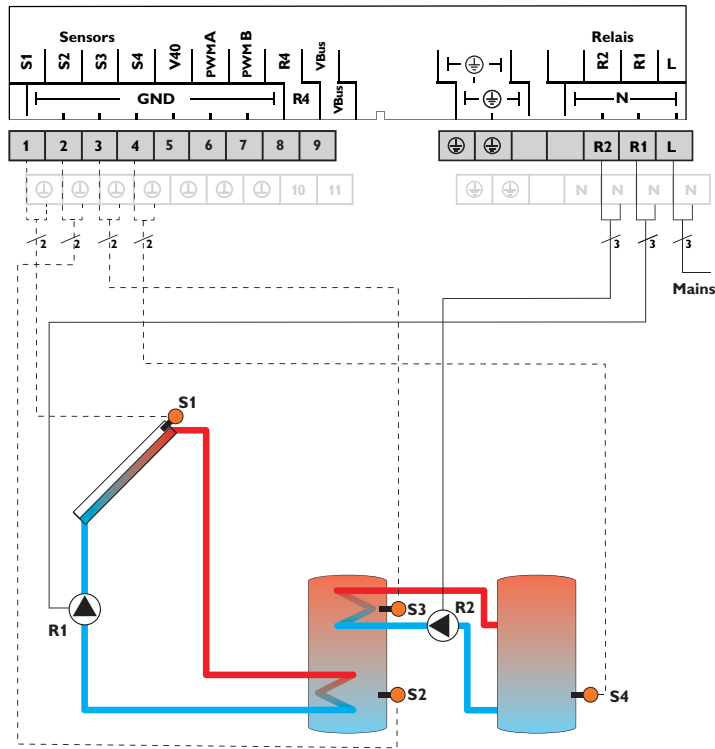 Sensors
Relais
S1 S2 S3 S4 V40 PWM A PWM B R4 VBus
R2 R1 L
GND R4 VBus
N
1 2 3 4 5 6 7 8 9
R2 R1 L
10 11
N N N N
2 2 2 2
3 3 3
Mains
S1
S3
R2
R1
S2
S4